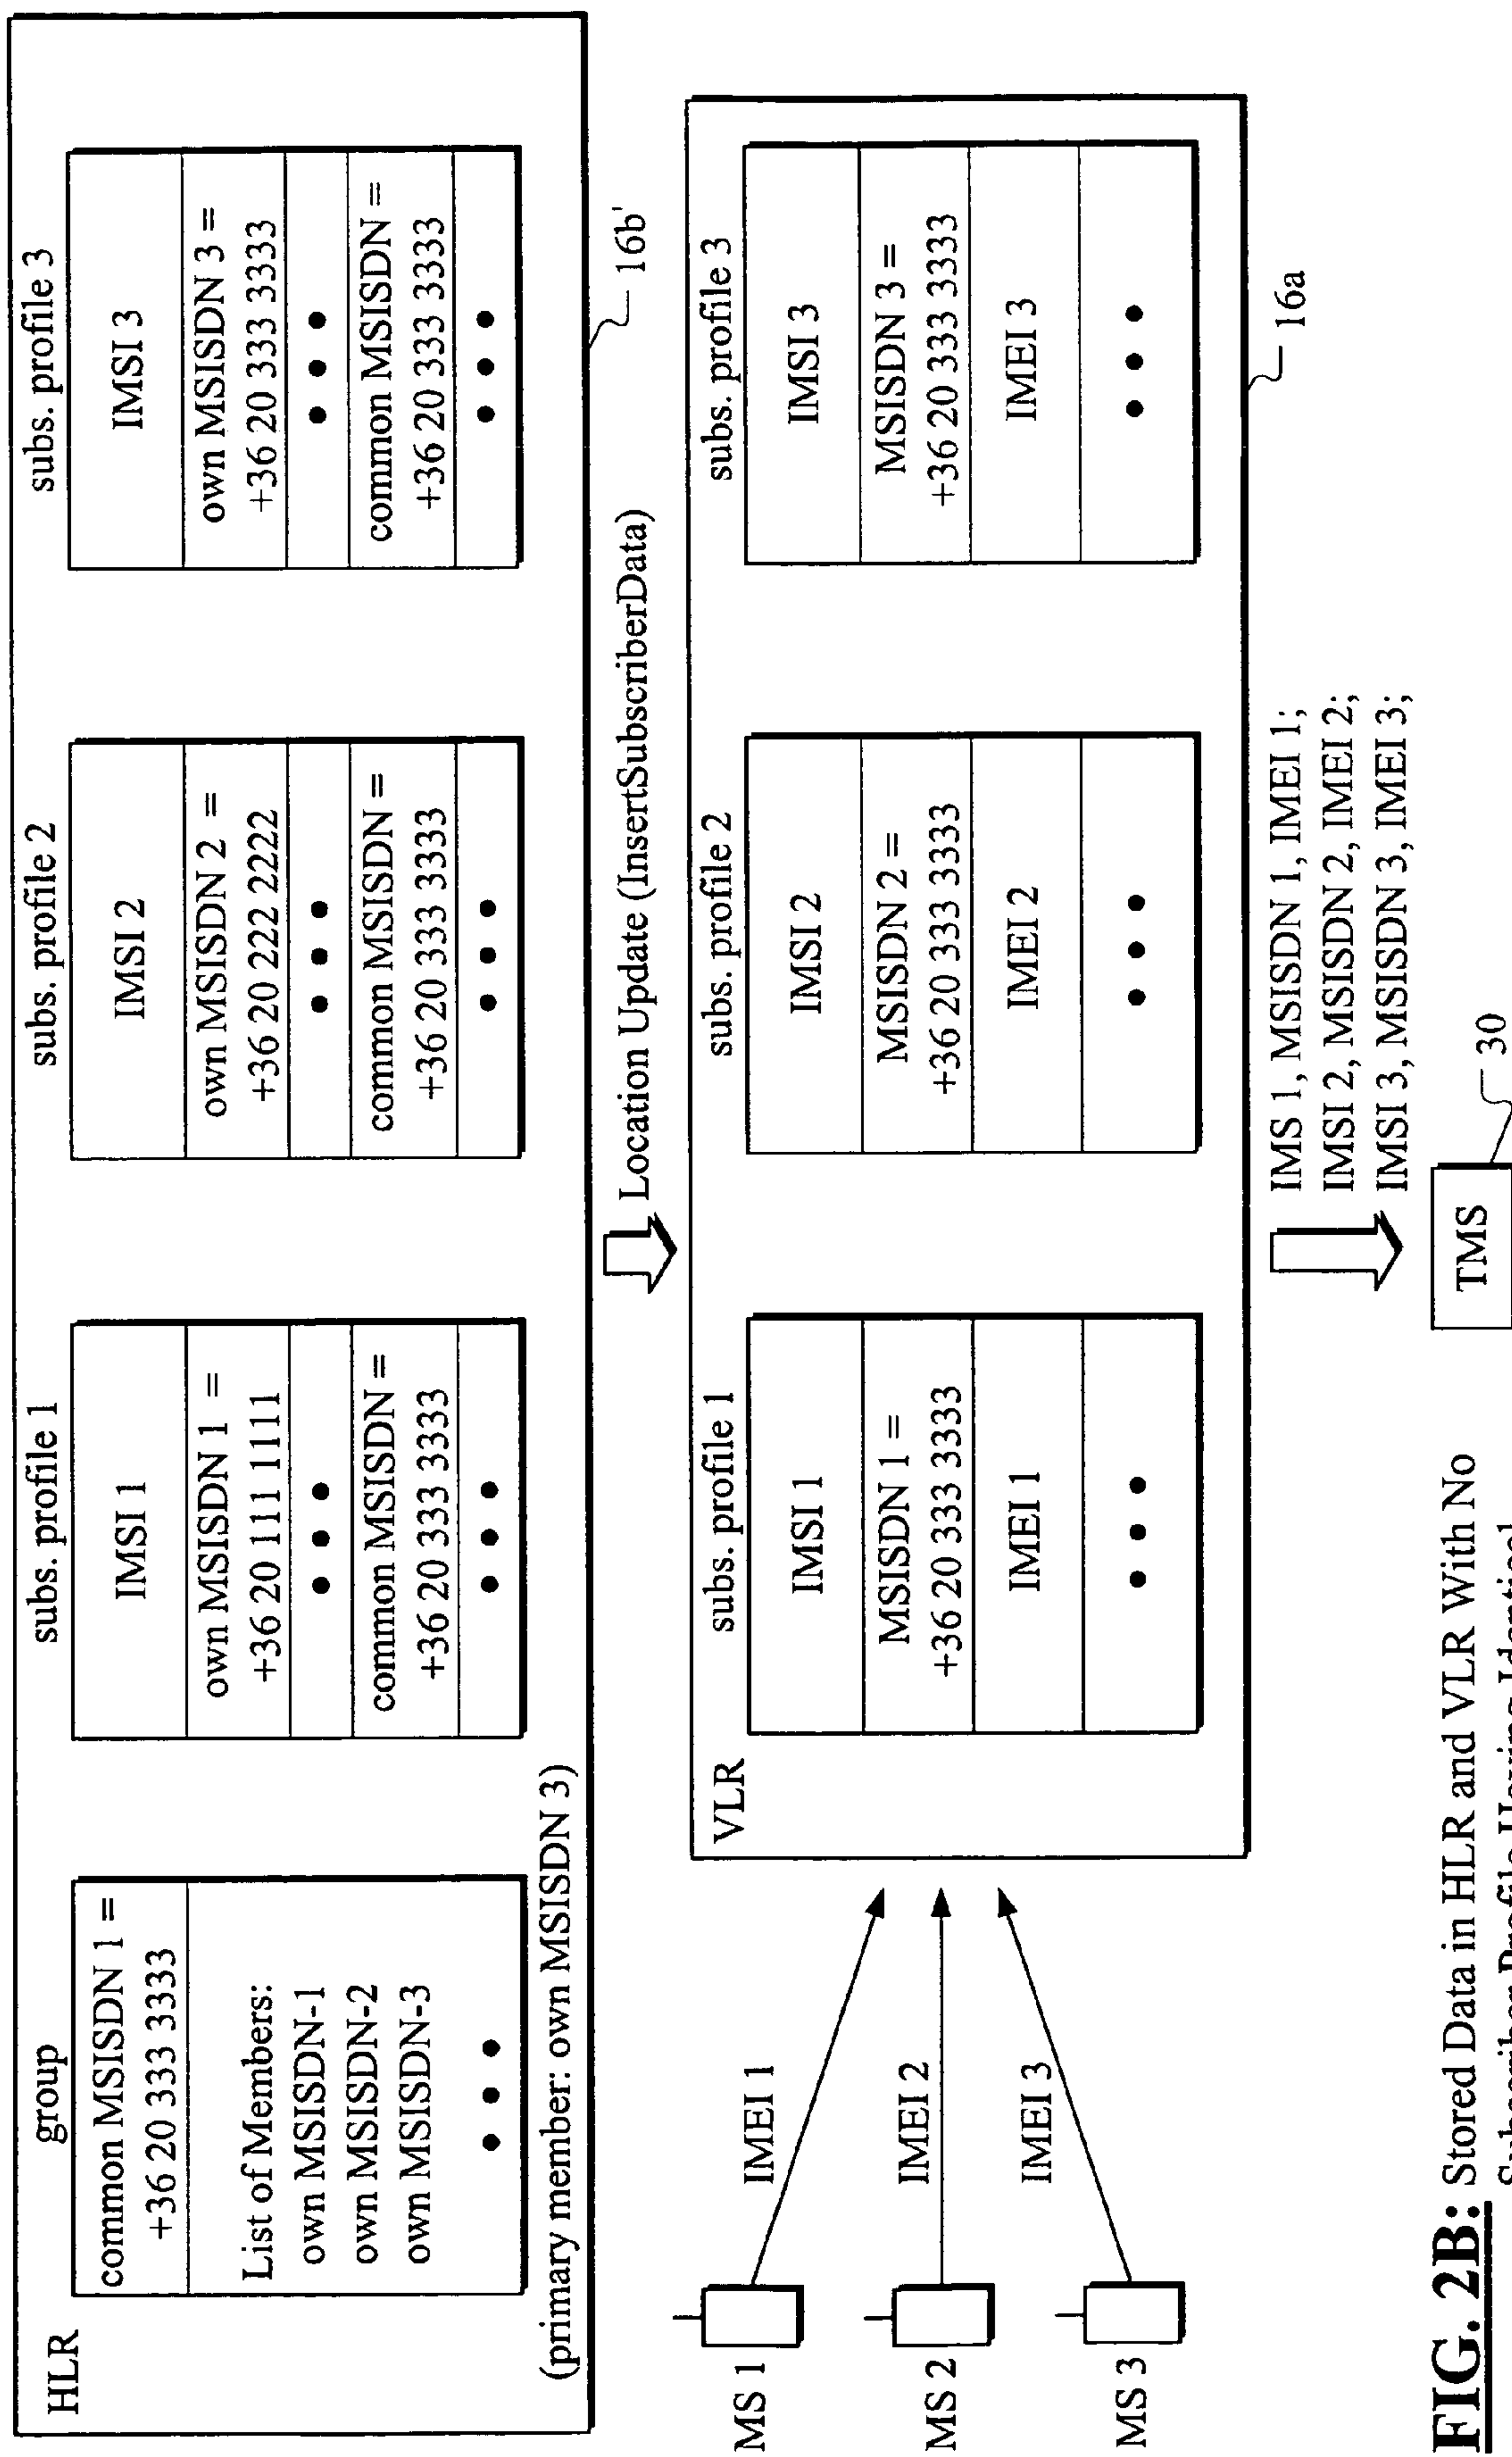 HLR
group
common MSISDN 1 =
+36 20 333 3333
List of Members:
own MSISDN-1
own MSISDN-2
own MSISDN-3
• • •
(primary member: own MSISDN 3)
subs. profile 1
IMSI 1
own MSISDN 1 =
+36 20 111 1111
• • •
common MSISDN =
+36 20 333 3333
• • •
subs. profile 2
IMSI 2
own MSISDN 2 =
+36 20 222 2222
• • •
common MSISDN =
+36 20 333 3333
• • •
subs. profile 3
IMSI 3
own MSISDN 3 =
+36 20 333 3333
• • •
common MSISDN =
+36 20 333 3333
• • •
16b'
Location Update (InsertSubscriberData)
MS 1
MS 2
MS 3
IMEI 1
IMEI 2
IMEI 3
VLR
subs. profile 1
IMSI 1
MSISDN 1 =
+36 20 333 3333
IMEI 1
• • •
subs. profile 2
IMSI 2
MSISDN 2 =
+36 20 333 3333
IMEI 2
• • •
subs. profile 3
IMSI 3
MSISDN 3 =
+36 20 333 3333
IMEI 3
• • •
16a
IMS 1, MSISDN 1, IMEI 1;
IMSI 2, MSISDN 2, IMEI 2;
IMSI 3, MSISDN 3, IMEI 3;
TMS
30
FIG. 2B: Stored Data in HLR and VLR With No
Subscriber Profile Having Identical